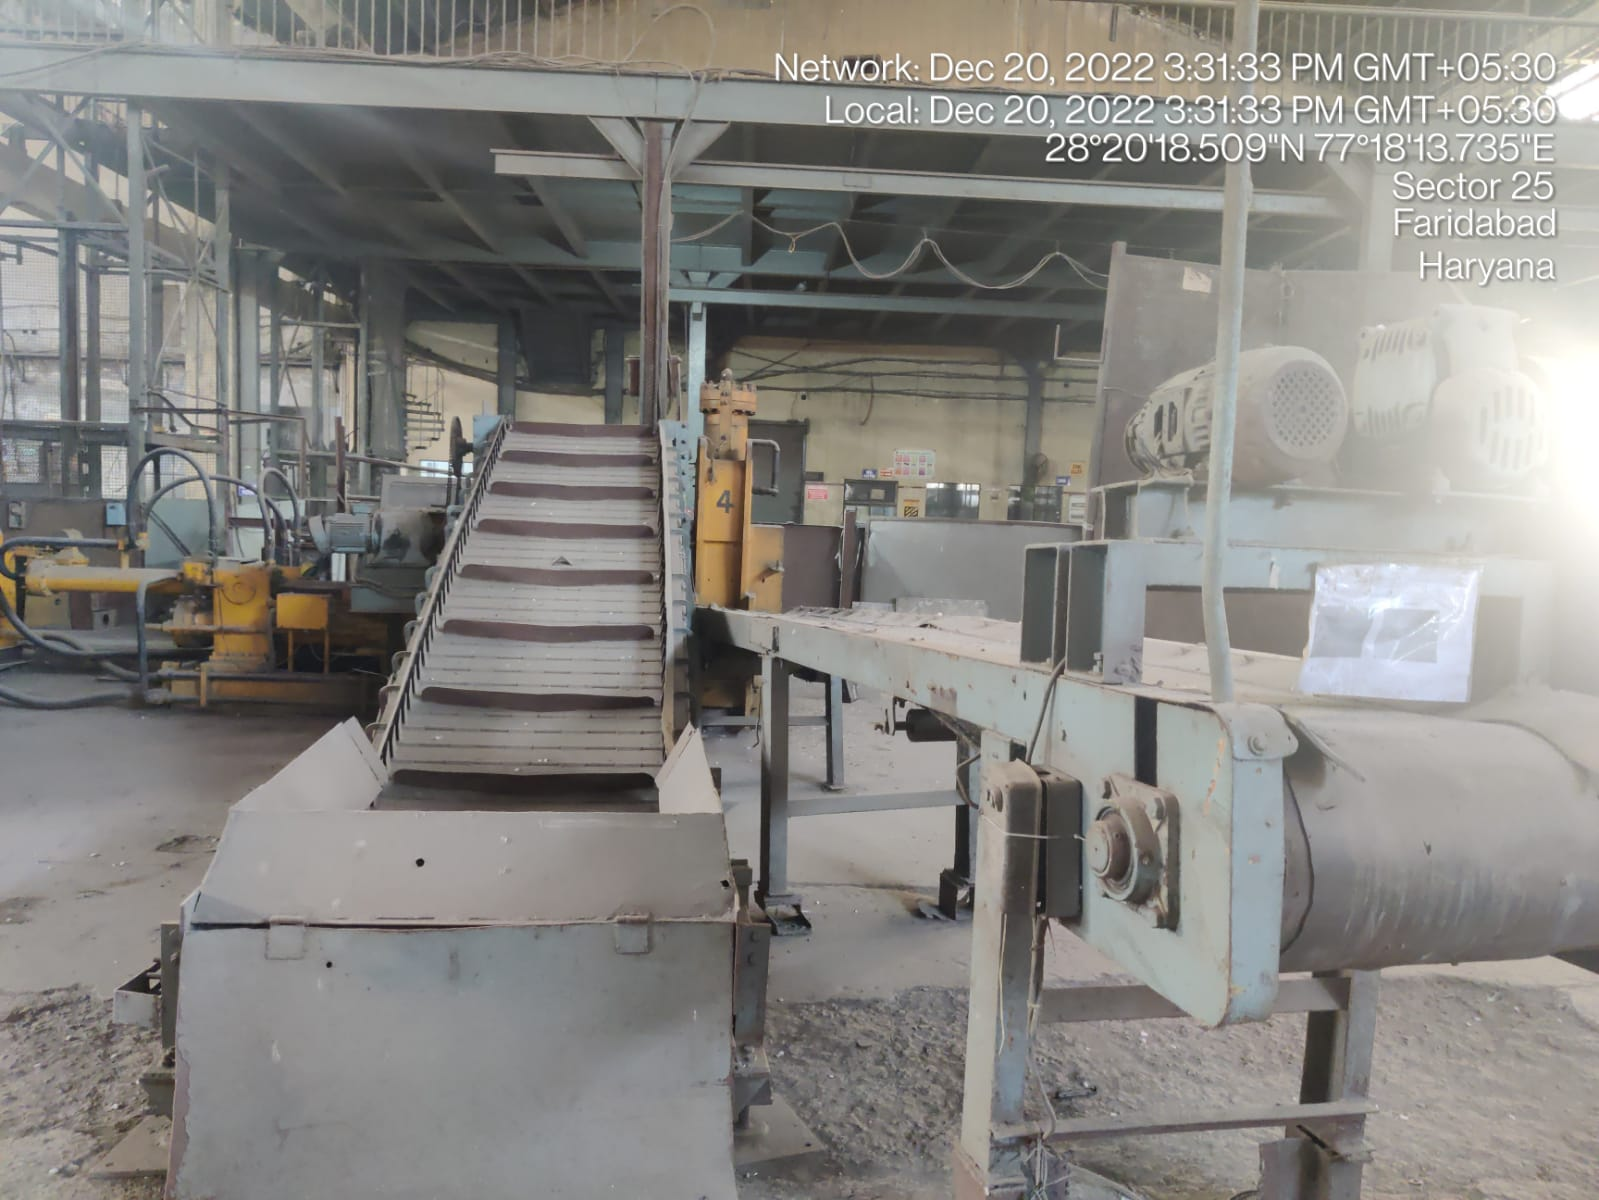 Network: Dec 20, 2022 3:31:33 PM GMT+05:30
Local: Dec 20, 2022 3:31:33 PM GMT+05:30
28°20'18.509"N 77°18'13.735"E
Sector 25
Faridabad
Haryana
4